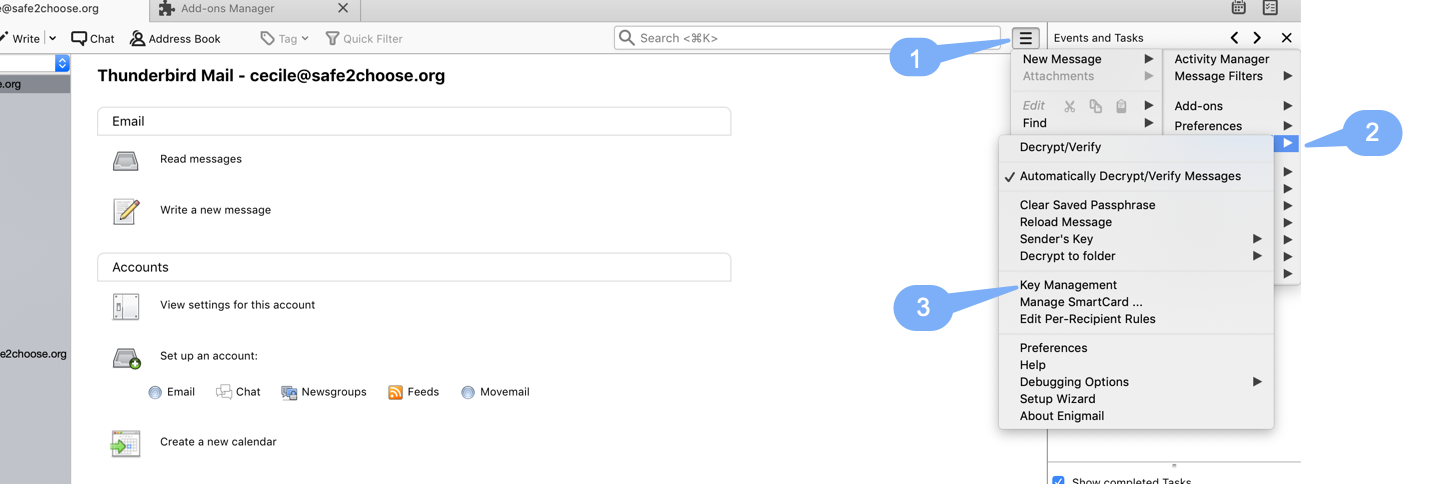 e@safe2choose.org
Add-ons Manager
Write
Chat
Address Book
Tag
Quick Filter
Search <⌘K>
Events and Tasks
1
2
3
e.org
e2choose.org
Thunderbird Mail - cecile@safe2choose.org
Email
Read messages
Write a new message
Accounts
View settings for this account
Set up an account:
Email Chat Newsgroups Feeds Movemail
Create a new calendar
New Message
Attachments
Edit
Find
Activity Manager
Message Filters
Add-ons
Preferences
Decrypt/Verify
Automatically Decrypt/Verify Messages
Clear Saved Passphrase
Reload Message
Sender's Key
Decrypt to folder
Key Management
Manage SmartCard ...
Edit Per-Recipient Rules
Preferences
Help
Debugging Options
Setup Wizard
About Enigmail
Show completed Tasks